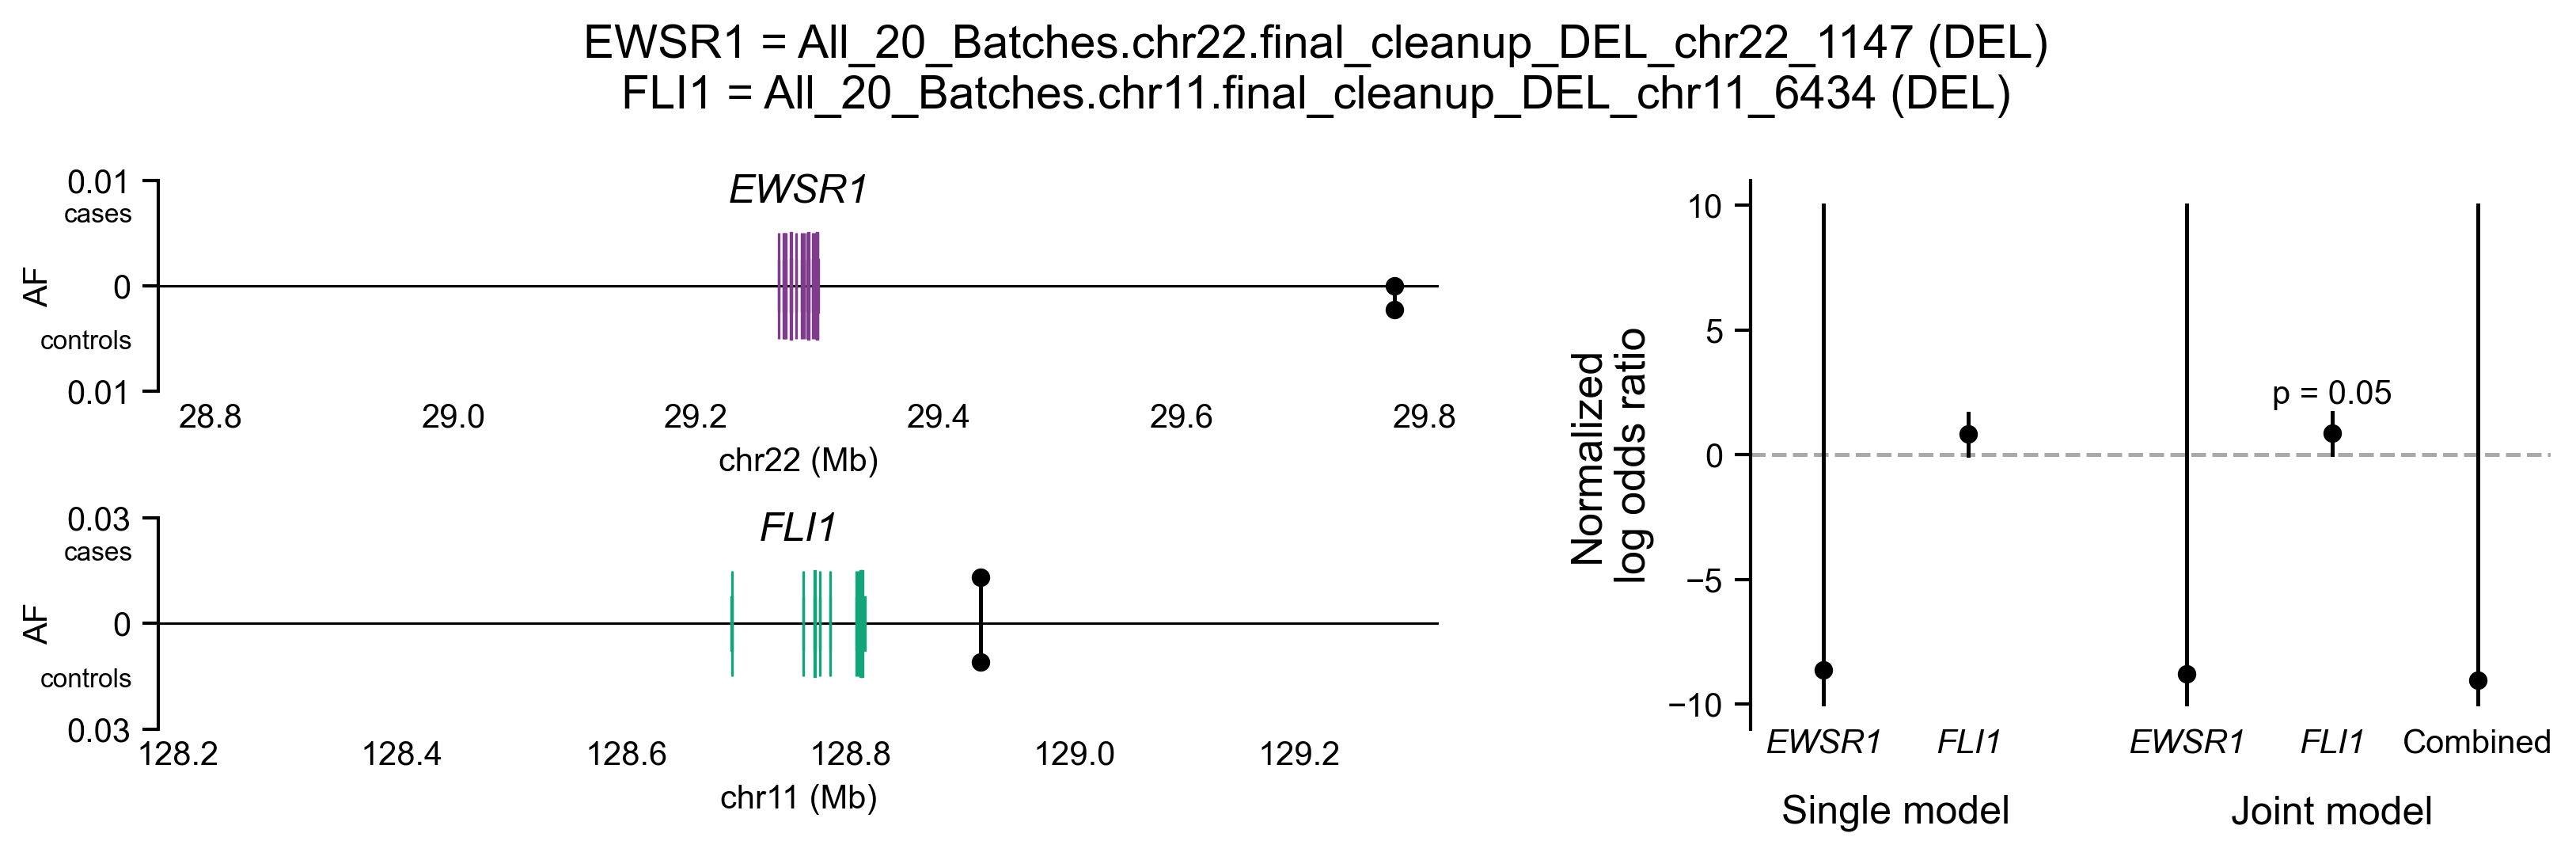 EWSR1 = All_20_Batches.chr22.final_cleanup_DEL_chr22_1147 (DEL)
FLI1 = All_20_Batches.chr11.final_cleanup_DEL_chr11_6434 (DEL)
EWSR1
0.01
cases
AF
0
controls
0.01
28.8 29.0 29.2 29.4 29.6 29.8
chr22 (Mb)
FLI1
0.03
cases
AF
0
controls
0.03
128.2 128.4 128.6 128.8 129.0 129.2
chr11 (Mb)
Normalized
log odds ratio
10
5
0
−5
−10
p = 0.05
EWSR1 FLI1 EWSR1 FLI1 Combined
Single model Joint model